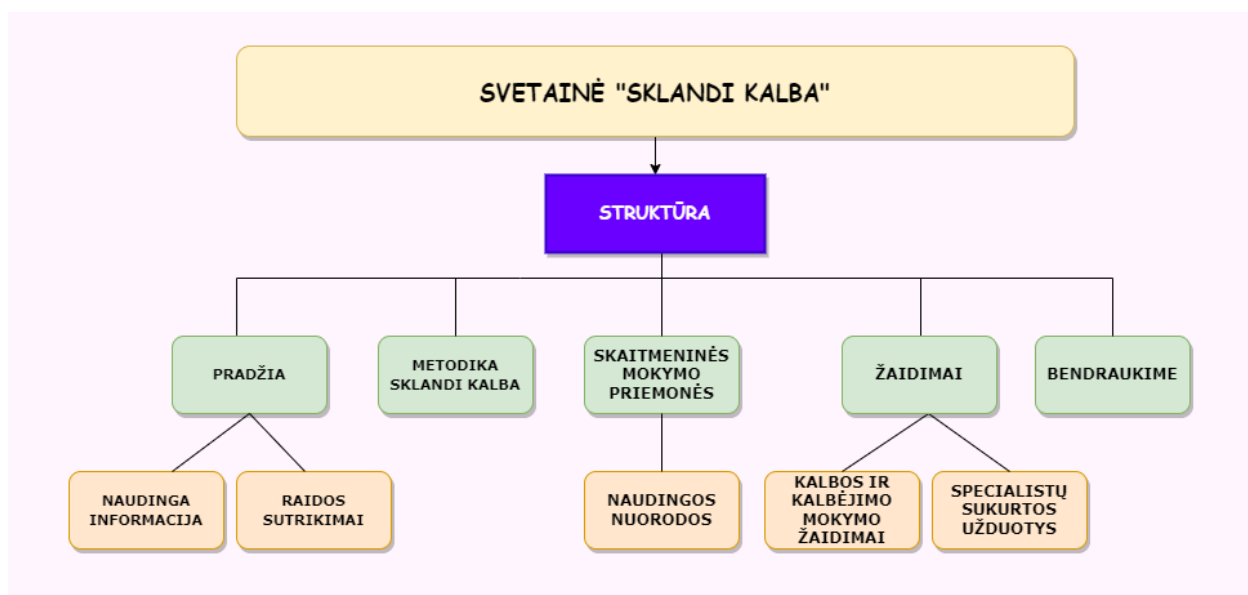 SVETAINĖ "SKLANDI KALBA"
STRUKTŪRA
PRADŽIA
METODIKA
SKLANDI KALBA
SKAITMENINĖS
MOKYMO
PRIEMONĖS
ŽAIDIMAI
BENDRAUKIME
NAUDINGA
INFORMACIJA
RAIDOS
SUTRIKIMAI
NAUDINGOS
NUORODOS
KALBOS IR
KALBĖJIMO
MOKYMO
ŽAIDIMAI
SPECIALISTŲ
SUKURTOS
UŽDUOTYS